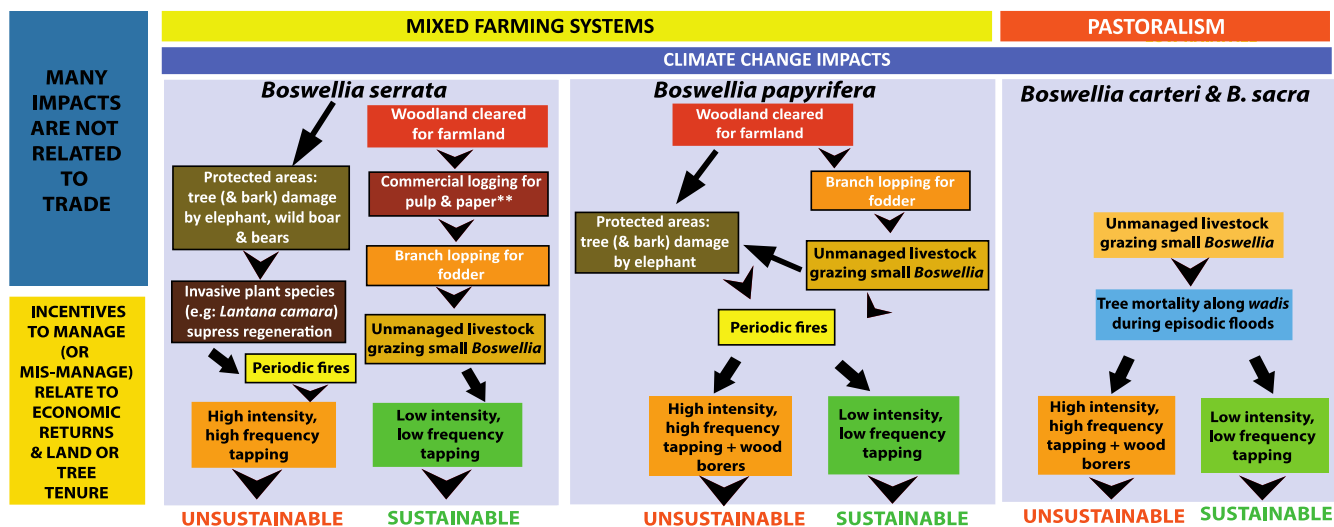 MIXED FARMING SYSTEMS
PASTORALISM
CLIMATE CHANGE IMPACTS
MANY
IMPACTS
ARE NOT
RELATED
TO
TRADE
INCENTIVES
TO MANAGE
(OR
MIS-MANAGE)
RELATE TO
ECONOMIC
RETURNS
& LAND OR
TREE
TENURE
Boswellia serrata
Woodland cleared
for farmland
Protected areas:
tree (& bark) damage
by elephant, wild boar
& bears
Commercial logging for
pulp & paper**
Branch lopping for
fodder
Invasive plant species
(e.g: Lantana camara)
supress regeneration
Unmanaged livestock
grazing small Boswellia
Periodic fires
High intensity,
high frequency
tapping
Low intensity,
low frequency
tapping
UNSUSTAINABLE
SUSTAINABLE
Boswellia papyrifera
Woodland cleared
for farmland
Branch lopping for
fodder
Protected areas:
tree (& bark) damage
by elephant
Unmanaged livestock
grazing small Boswellia
Periodic fires
High intensity,
high frequency
tapping + wood
borers
Low intensity,
low frequency
tapping
UNSUSTAINABLE
SUSTAINABLE
Boswellia carteri & B. sacra
Unmanaged livestock
grazing small Boswellia
Tree mortality along wadis
during episodic floods
High intensity,
high frequency
tapping + wood
borers
Low intensity,
low frequency
tapping
UNSUSTAINABLE
SUSTAINABLE